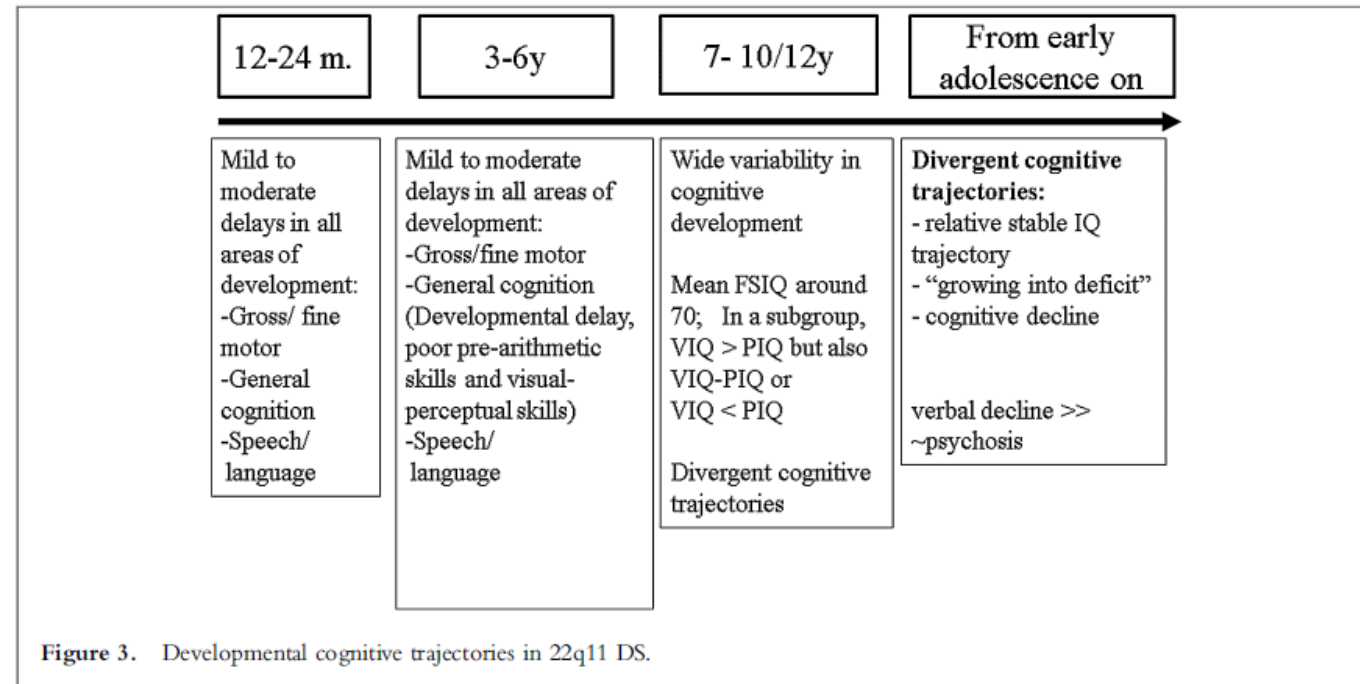 12-24 m.
3-6y
7- 10/12y
From early
adolescence on
Mild to
moderate
delays in all
areas of
development:
-Gross/ fine
motor
-General
cognition
-Speech/
language
Mild to moderate
delays in all areas of
development:
-Gross/fine motor
-General cognition
(Developmental delay,
poor pre-arithmetic
skills and visual-
perceptual skills)
-Speech/
language
Wide variability in
cognitive
development
Mean FSIQ around
70; In a subgroup,
VIQ > PIQ but also
VIQ-PIQ or
VIQ < PIQ
Divergent cognitive
trajectories
Divergent cognitive
trajectories:
- relative stable IQ
trajectory
- “growing into deficit”
- cognitive decline
verbal decline >>
~psychosis
Figure 3. Developmental cognitive trajectories in 22q11 DS.